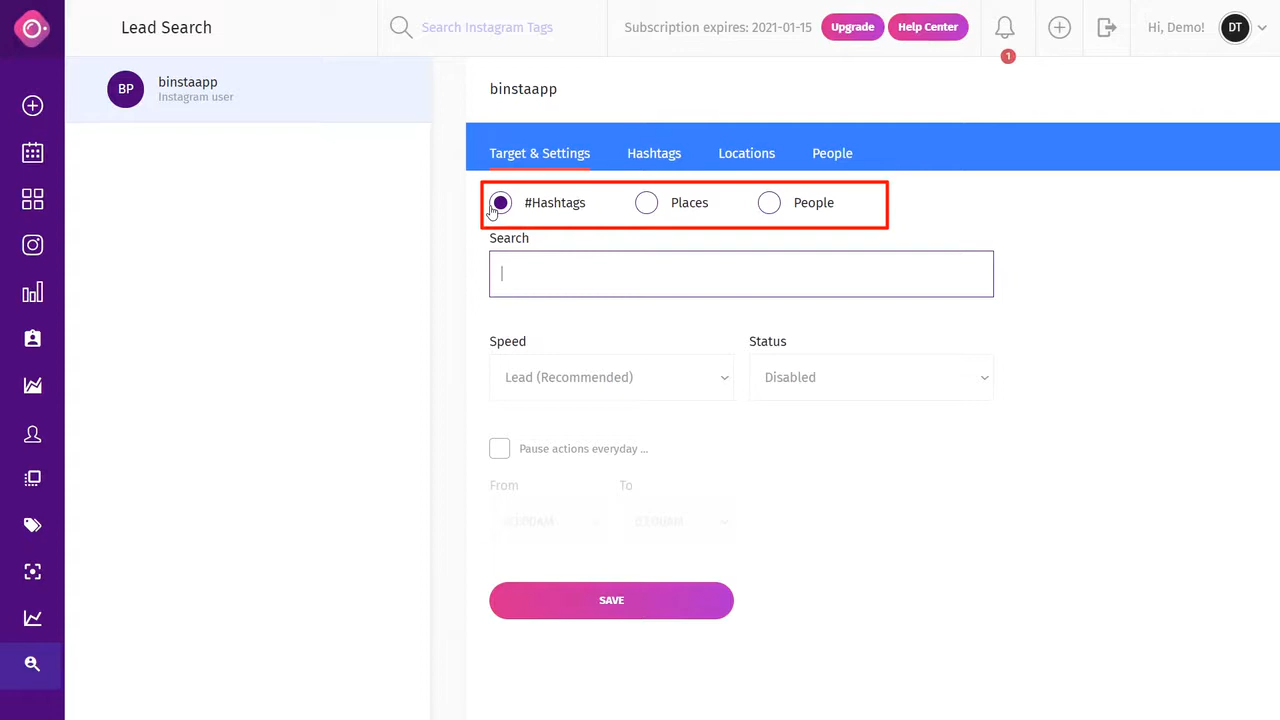 Lead Search
Search Instagram Tags
Subscription expires: 2021-01-15
Upgrade
Help Center
1
Hi, Demo!
DT
BP
binstaapp
Instagram user
binstaapp
Target & Settings
Hashtags
Locations
People
#Hashtags
Places
People
Search
Speed
Status
Lead (Recommended)
Disabled
Pause actions everyday ...
From
To
SAVE